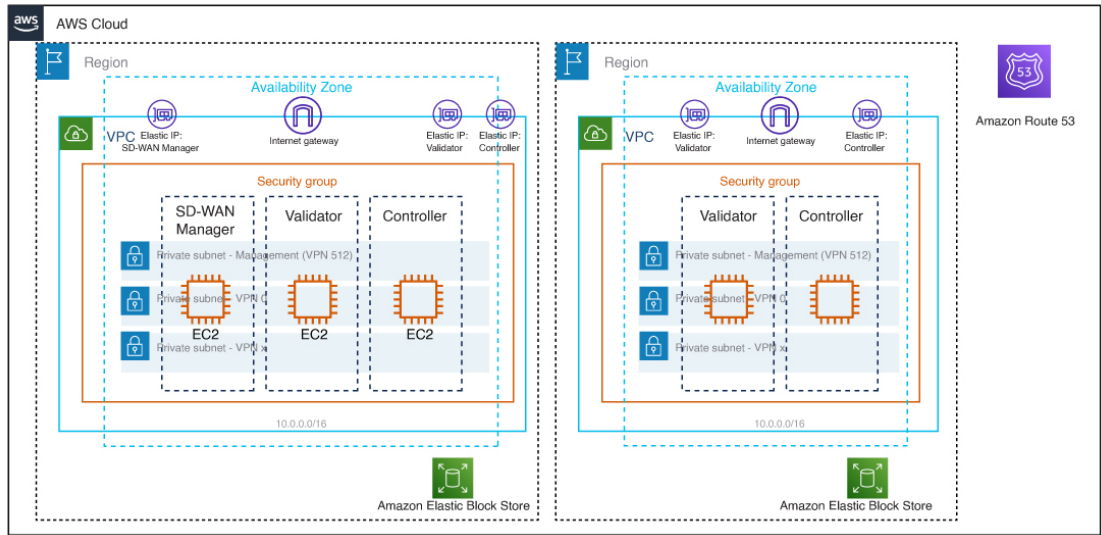 aws
AWS Cloud
Region
Availability Zone
VPC
Elastic IP:
SD-WAN Manager
Internet gateway
Elastic IP:
Validator
Elastic IP:
Controller
Security group
SD-WAN
Manager
Validator
Controller
Private subnet - Management (VPN 512)
Private subnet - VPN 0
EC2
EC2
EC2
Private subnet - VPN x
10.0.0.0/16
Amazon Elastic Block Store
Region
Availability Zone
VPC
Elastic IP:
Validator
Internet gateway
Elastic IP:
Controller
Security group
Validator
Controller
Private subnet - Management (VPN 512)
Private subnet - VPN 0
Private subnet - VPN x
10.0.0.0/16
Amazon Elastic Block Store
53
Amazon Route 53